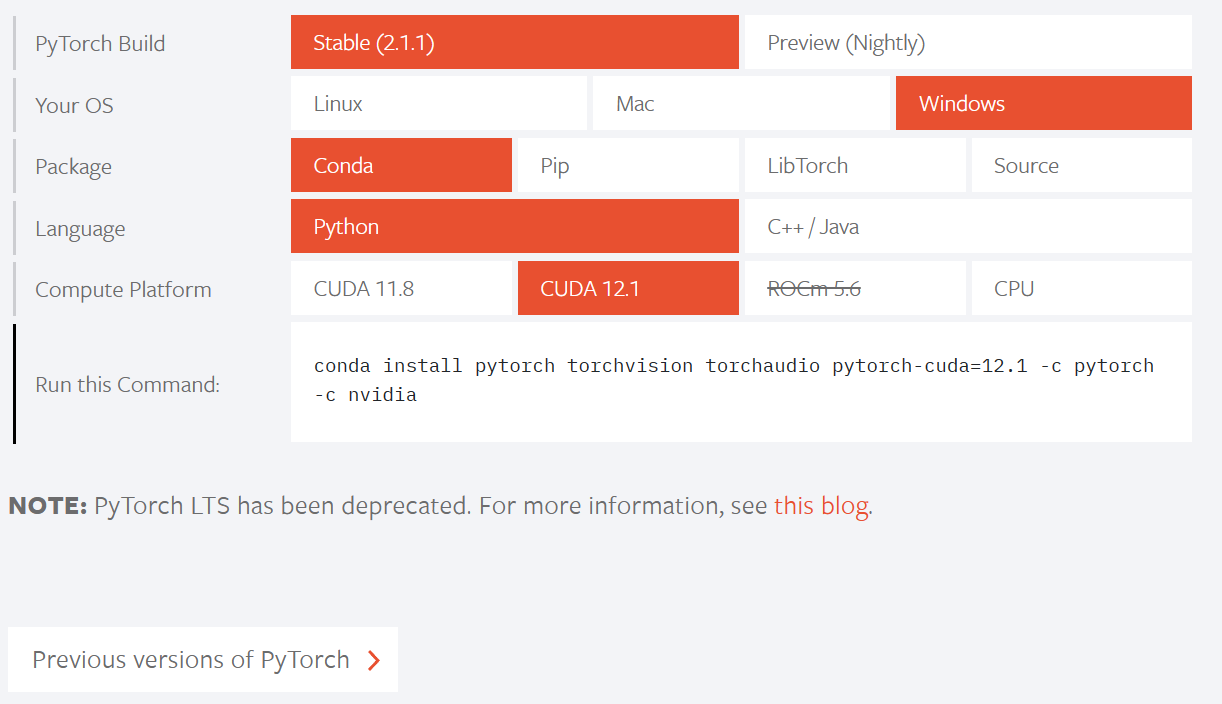 PyTorch Build
Stable (2.1.1)
Preview (Nightly)
Your OS
Linux
Mac
Windows
Package
Conda
Pip
LibTorch
Source
Language
Python
C++ / Java
Compute Platform
CUDA 11.8
CUDA 12.1
ROCm 5.6
CPU
Run this Command:
conda install pytorch torchvision torchaudio pytorch-cuda=12.1 -c pytorch
-c nvidia
NOTE: PyTorch LTS has been deprecated. For more information, see this blog.
Previous versions of PyTorch